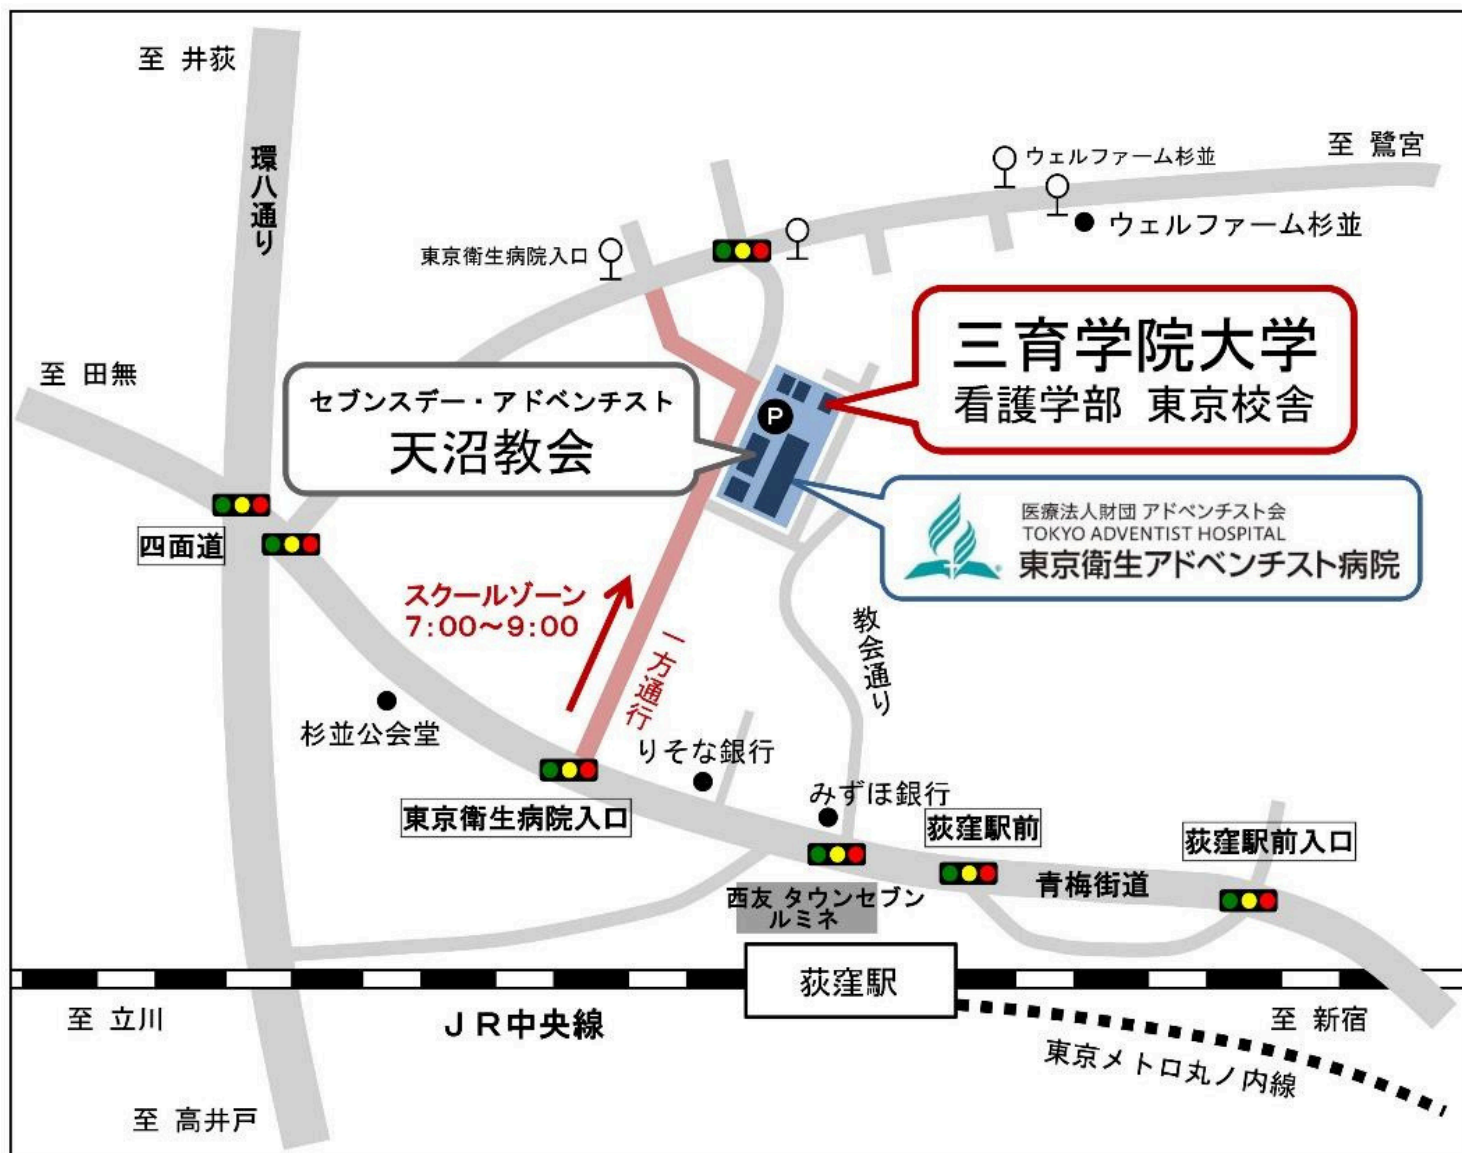 至 井荻
環八通り
至 鷺宮
ウェルファーム杉並
ウェルファーム杉並
東京衛生病院入口
三育学院大学
看護学部 東京校舎
至 田無
セブンスデー・アドベンチスト
天沼教会
P
医療法人財団 アドベンチスト会
TOKYO ADVENTIST HOSPITAL
東京衛生アドベンチスト病院
四面道
スクールゾーン
7:00～9:00
一方通行
教会通り
杉並公会堂
りそな銀行
みずほ銀行
東京衛生病院入口
荻窪駅前
荻窪駅前入口
青梅街道
西友 タウンセブン
ルミネ
荻窪駅
至 立川
JR中央線
至 新宿
東京メトロ丸ノ内線
至 高井戸